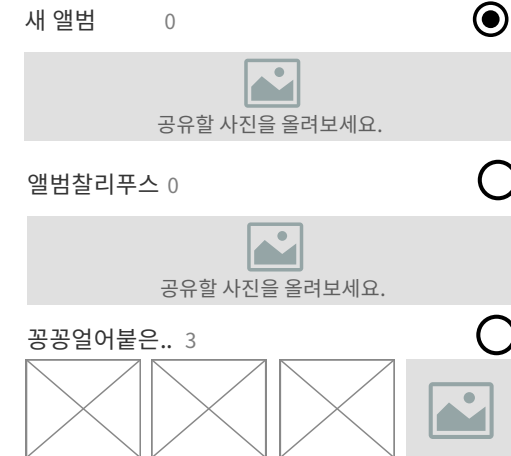 새 앨범 0
공유할 사진을 올려보세요.
앨범찰리푸스 0
공유할 사진을 올려보세요.
꽁꽁얼어붙은.. 3